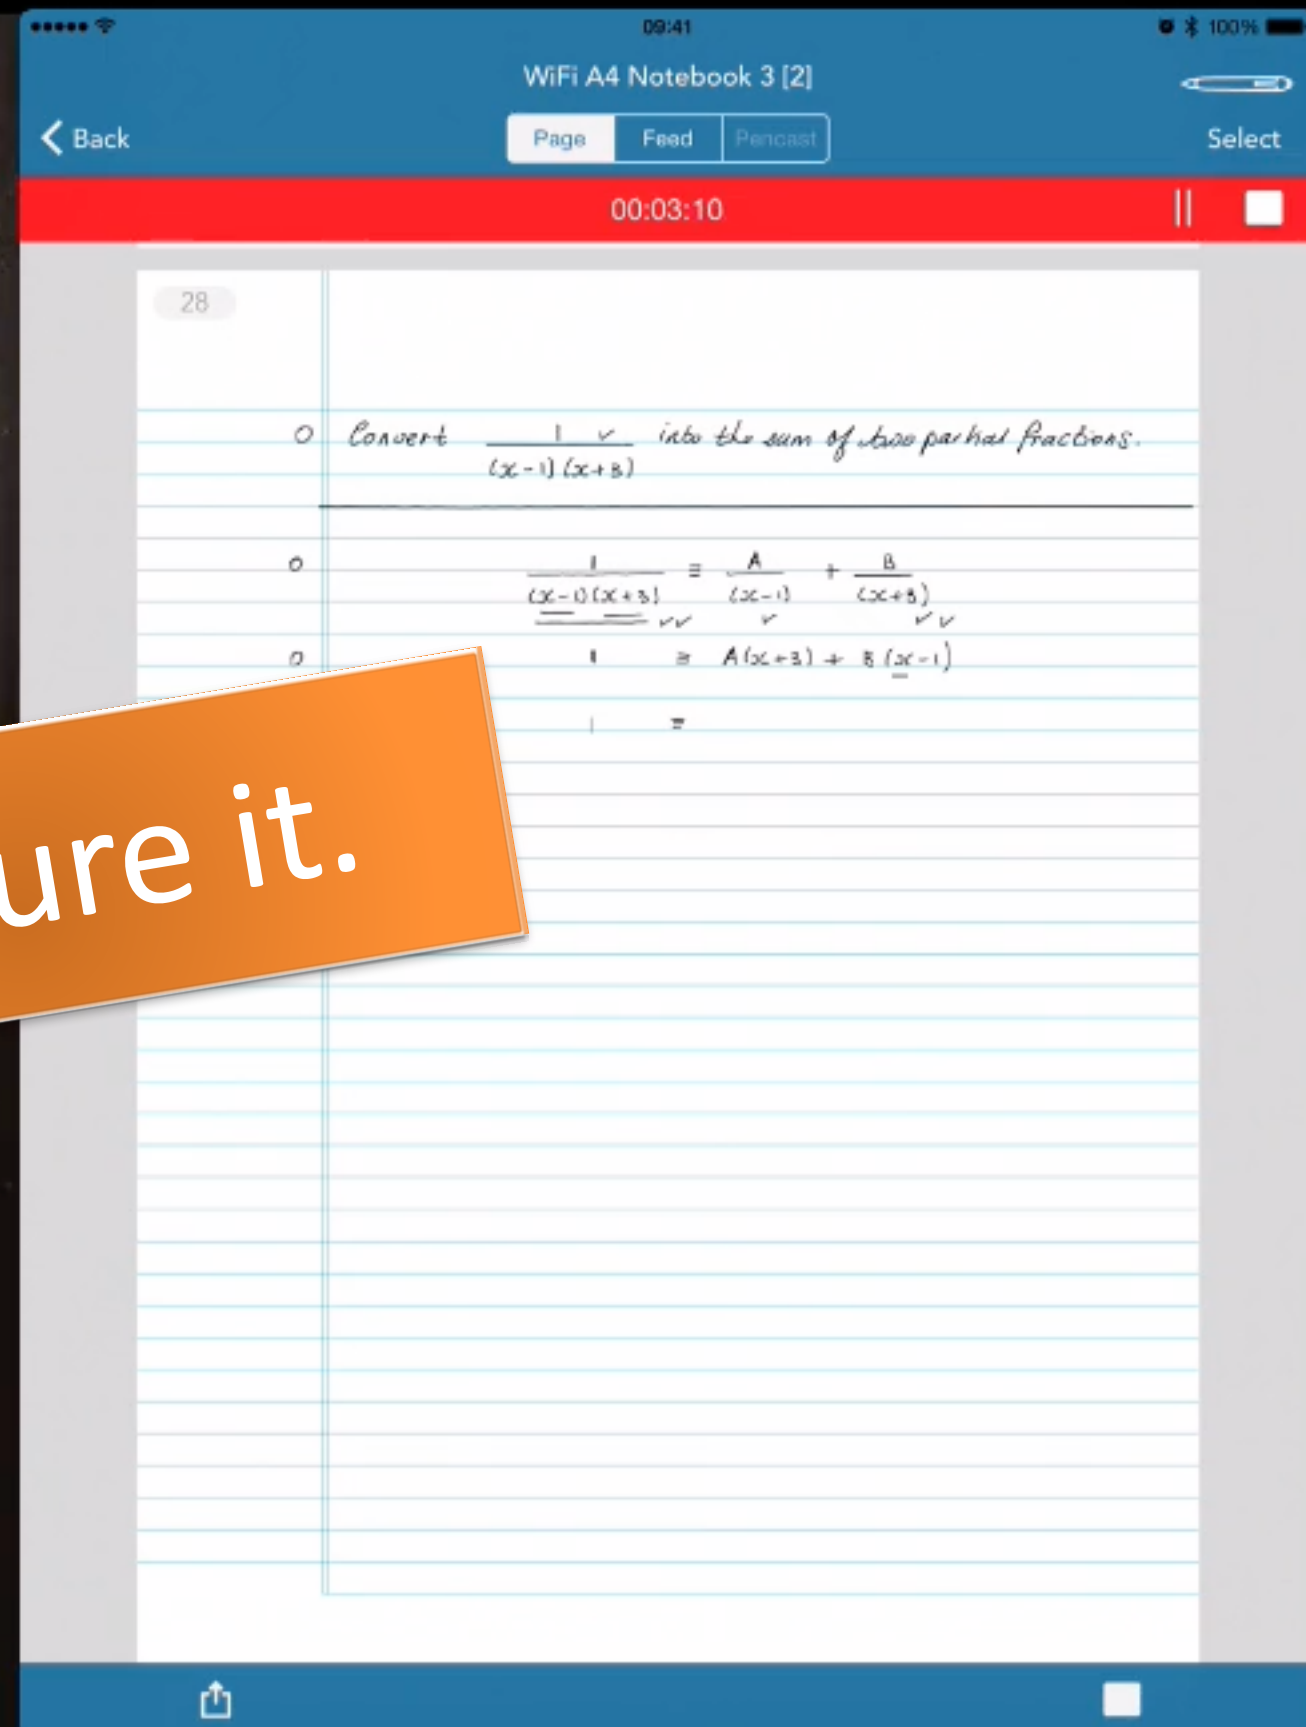 09:41 100%
WiFi A4 Notebook 3 [2]
Back Page Feed Pencast Select
00:03:10
28
Convert 1 / (x-1)(x+3) into the sum of two partial fractions.
1 / (x-1)(x+3) ≡ A / (x-1) + B / (x+3)
1 ≡ A(x+3) + B(x-1)
1 =
ure it.